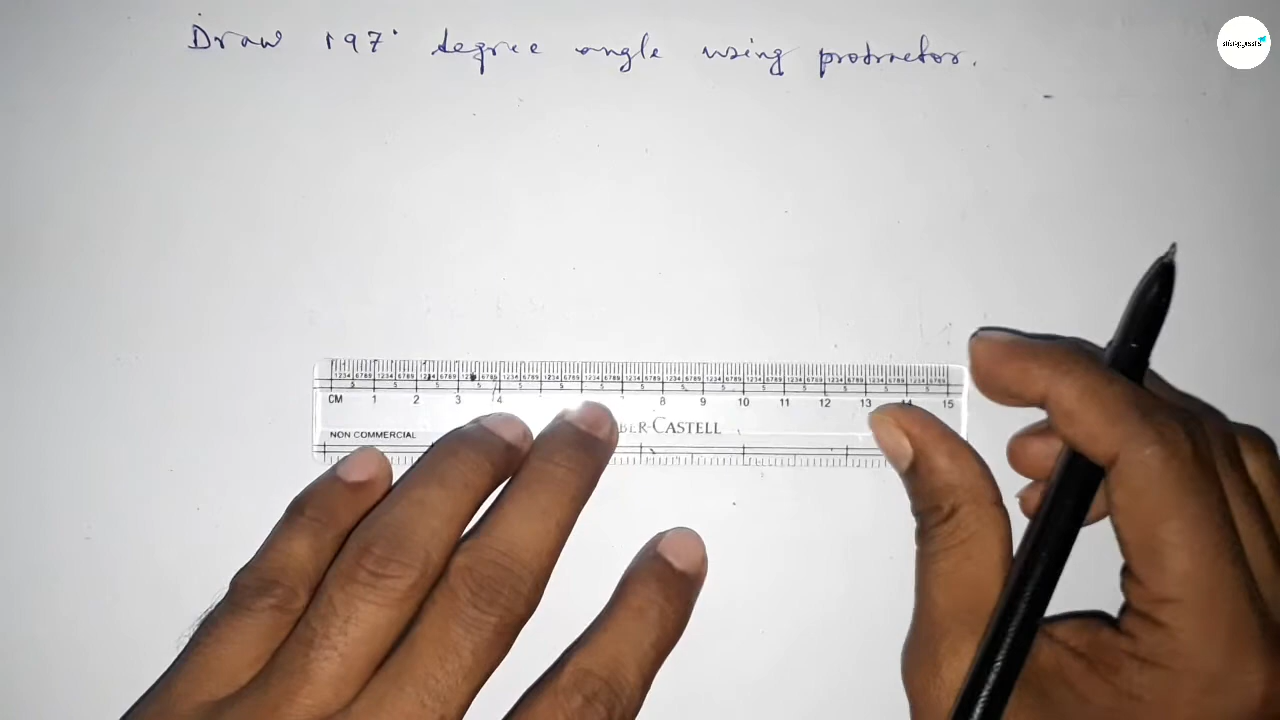 Draw 197° degree angle using protractor.
CM 1 2 3 4 8 9 10 11 12 13 14 15
BER-CASTELL
NON COMMERCIAL